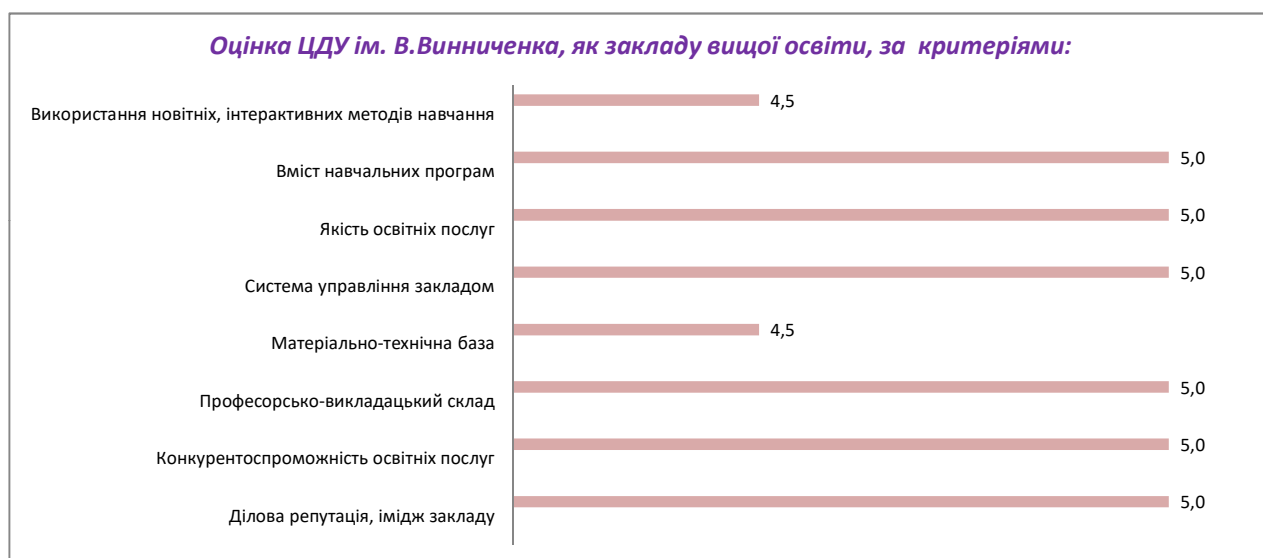 Оцінка ЦДУ ім. В.Винниченка, як закладу вищої освіти, за критеріями:
Використання новітніх, інтерактивних методів навчання 4,5
Вміст навчальних програм 5,0
Якість освітніх послуг 5,0
Система управління закладом 5,0
Матеріально-технічна база 4,5
Професорсько-викладацький склад 5,0
Конкурентоспроможність освітніх послуг 5,0
Ділова репутація, імідж закладу 5,0